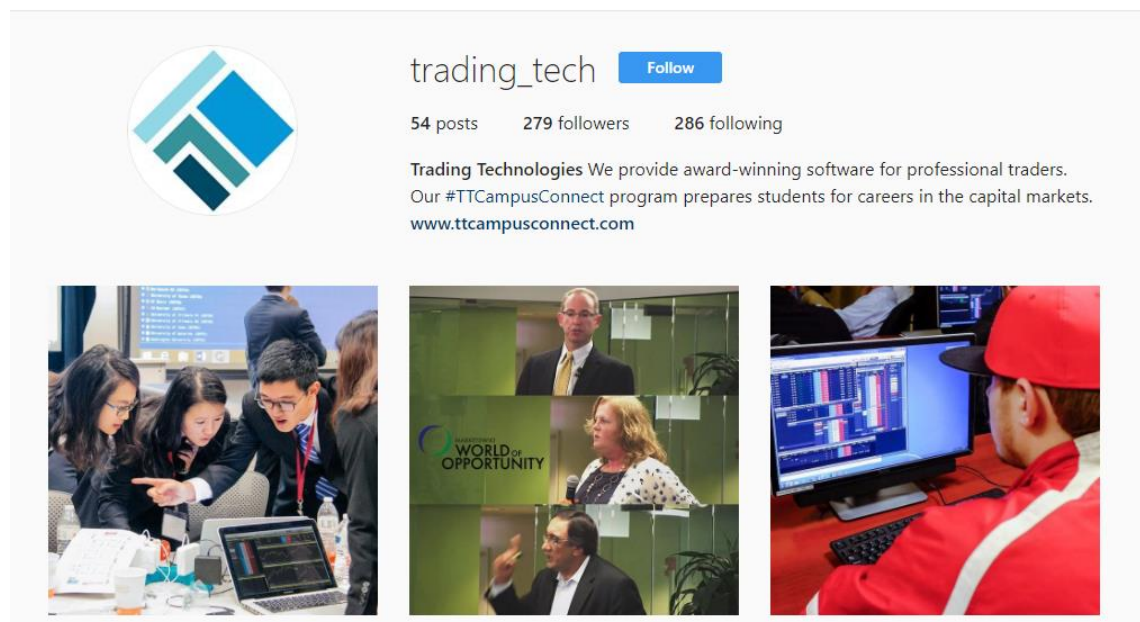 trading_tech Follow
54 posts 279 followers 286 following
Trading Technologies We provide award-winning software for professional traders.
Our #TTCampusConnect program prepares students for careers in the capital markets.
www.ttcampusconnect.com
WORLD OF
OPPORTUNITY